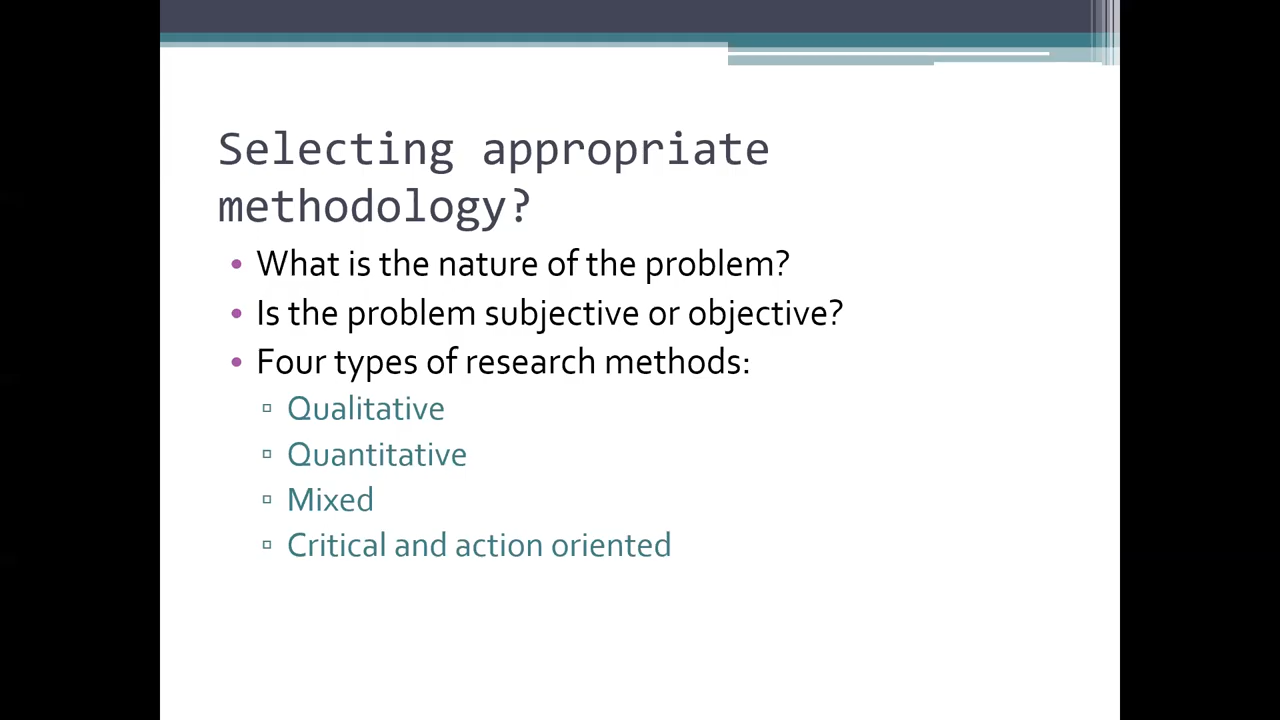 Selecting appropriate
methodology?
• What is the nature of the problem?
• Is the problem subjective or objective?
• Four types of research methods:
▫ Qualitative
▫ Quantitative
▫ Mixed
▫ Critical and action oriented